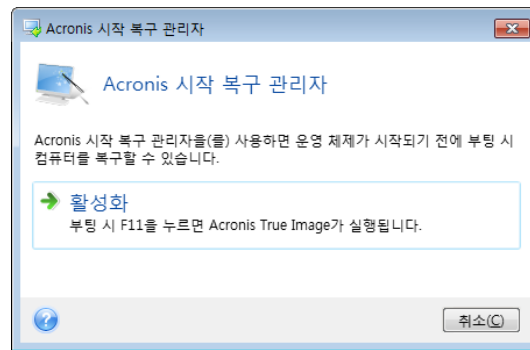 Acronis 시작 복구 관리자
Acronis 시작 복구 관리자
Acronis 시작 복구 관리자을(를) 사용하면 운영 체제가 시작되기 전에 부팅 시
컴퓨터를 복구할 수 있습니다.
활성화
부팅 시 F11을 누르면 Acronis True Image가 실행됩니다.
취소(C)